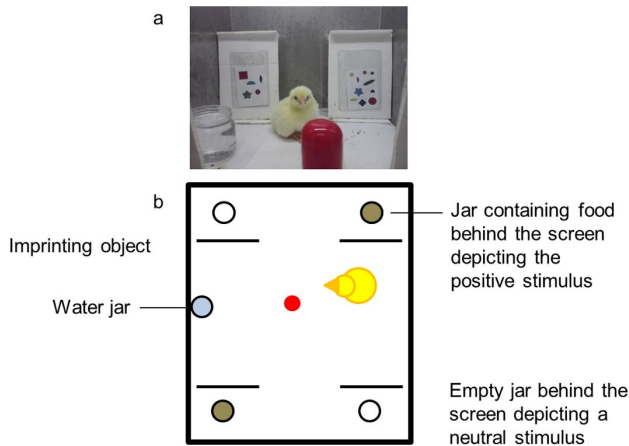 a
b
Imprinting object
Water jar
Jar containing food
behind the screen
depicting the
positive stimulus
Empty jar behind the
screen depicting a
neutral stimulus